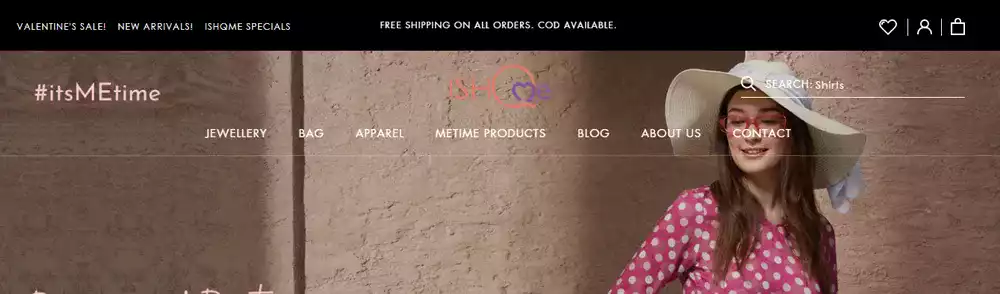 VALENTINE'S SALE! NEW ARRIVALS! ISHQME SPECIALS
FREE SHIPPING ON ALL ORDERS. COD AVAILABLE.
#itsMEtime
ISHQme
SEARCH: Shirts
JEWELLERY BAG APPAREL METIME PRODUCTS BLOG ABOUT US CONTACT